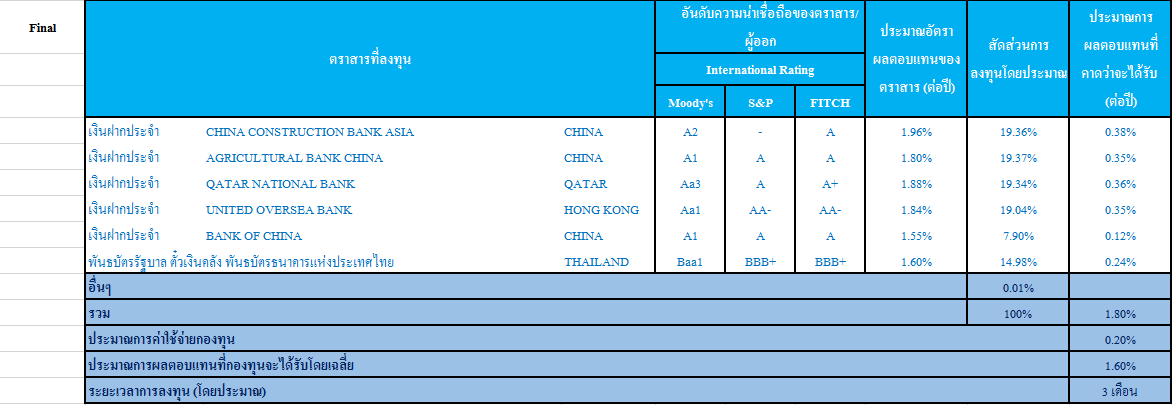 Final
ตราสารที่ลงทุน
อันดับความน่าเชื่อถือของตราสาร/
ผู้ออก
International Rating
Moody's S&P FITCH
ประมาณอัตรา
ผลตอบแทนของ
ตราสาร (ต่อปี)
สัดส่วนการ
ลงทุนโดยประมาณ
ประมาณการ
ผลตอบแทนที่
คาดว่าจะได้รับ
(ต่อปี)
เงินฝากประจำ CHINA CONSTRUCTION BANK ASIA CHINA A2 - A 1.96% 19.36% 0.38%
เงินฝากประจำ AGRICULTURAL BANK CHINA CHINA A1 A A 1.80% 19.37% 0.35%
เงินฝากประจำ QATAR NATIONAL BANK QATAR Aa3 A A+ 1.88% 19.34% 0.36%
เงินฝากประจำ UNITED OVERSEA BANK HONG KONG Aa1 AA- AA- 1.84% 19.04% 0.35%
เงินฝากประจำ BANK OF CHINA CHINA A1 A A 1.55% 7.90% 0.12%
พันธบัตรรัฐบาล ตั๋วเงินคลัง พันธบัตรธนาคารแห่งประเทศไทย THAILAND Baa1 BBB+ BBB+ 1.60% 14.98% 0.24%
อื่นๆ 0.01%
รวม 100% 1.80%
ประมาณการค่าใช้จ่ายกองทุน 0.20%
ประมาณการผลตอบแทนที่กองทุนจะได้รับโดยเฉลี่ย 1.60%
ระยะเวลาการลงทุน (โดยประมาณ) 3 เดือน